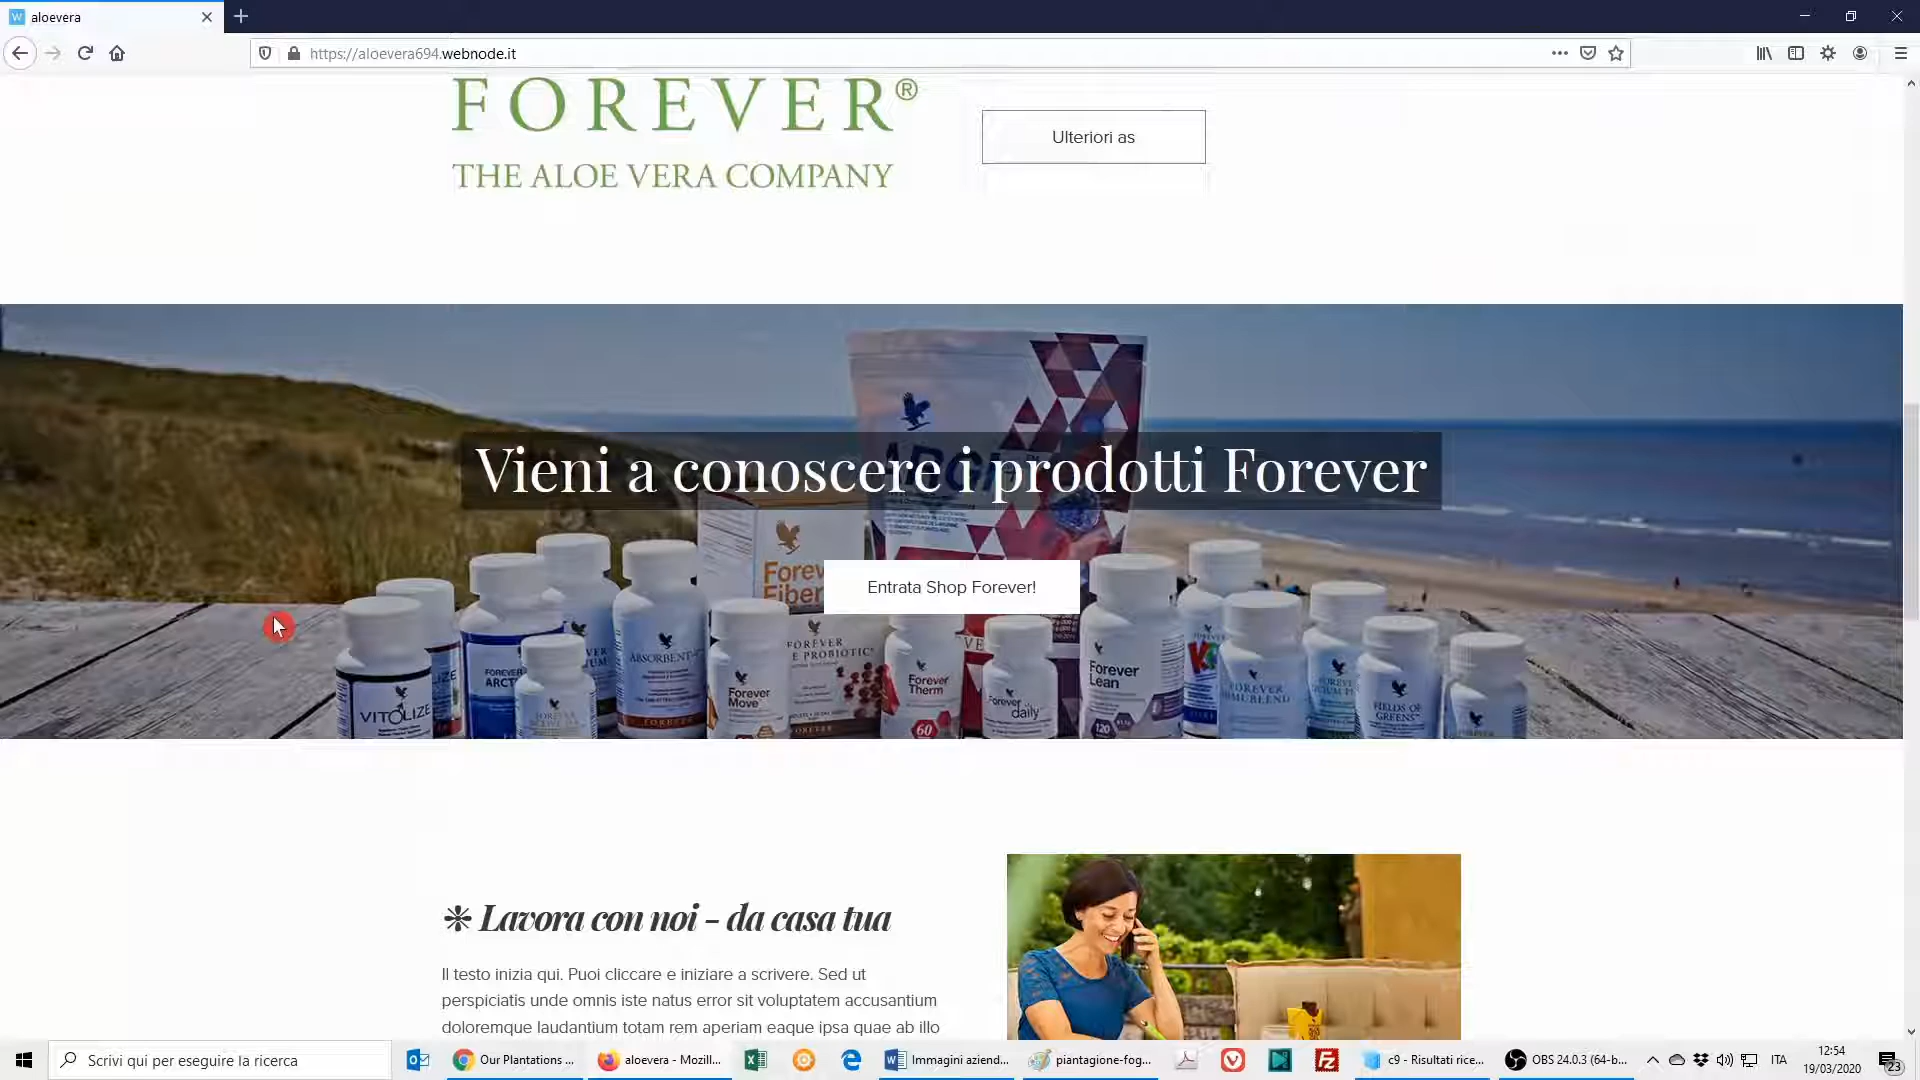 aloevera
https://aloevera694.webnode.it
FOREVER®
THE ALOE VERA COMPANY
Ulteriori as
Vieni a conoscere i prodotti Forever
Entrata Shop Forever!
Forever
Fiber
VITOLIZE
FOREVER
ABSORBENT-C
FOREVER
Forever
Move
FOREVER
Forever
Therm
60
Forever
daily
Forever
Lean
120
FOREVER
FIELDS OF
GREENS™
❉ Lavora con noi - da casa tua
Il testo inizia qui. Puoi cliccare e iniziare a scrivere. Sed ut
perspiciatis unde omnis iste natus error sit voluptatem accusantium
doloremque laudantium totam rem aperiam eaque ipsa quae ab illo
Scrivi qui per eseguire la ricerca
Our Plantations ...
aloevera - Mozill...
Immagini aziend...
piantagione-fog...
c9 - Risultati rice...
OBS 24.0.3 (64-b...
ITA
12:54
19/03/2020
23